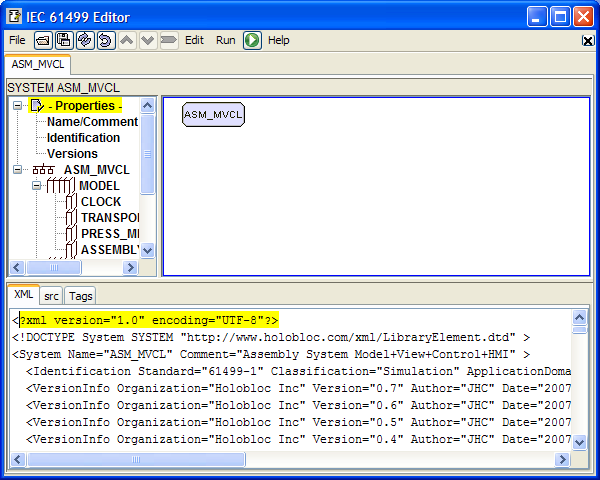 IEC 61499 Editor
File Edit Run Help
ASM_MVCL
SYSTEM ASM_MVCL
- Properties -
Name/Comment
Identification
Versions
ASM_MVCL
MODEL
CLOCK
TRANSPO
PRESS_M
ASSEMBLY
ASM_MVCL
XML src Tags
<?xml version="1.0" encoding="UTF-8"?>
<!DOCTYPE System SYSTEM "http://www.holobloc.com/xml/LibraryElement.dtd" >
<System Name="ASM_MVCL" Comment="Assembly System Model+View+Control+HMI" >
<Identification Standard="61499-1" Classification="Simulation" ApplicationDoma
<VersionInfo Organization="Holobloc Inc" Version="0.7" Author="JHC" Date="2007
<VersionInfo Organization="Holobloc Inc" Version="0.6" Author="JHC" Date="2007
<VersionInfo Organization="Holobloc Inc" Version="0.5" Author="JHC" Date="2007
<VersionInfo Organization="Holobloc Inc" Version="0.4" Author="JHC" Date="2007